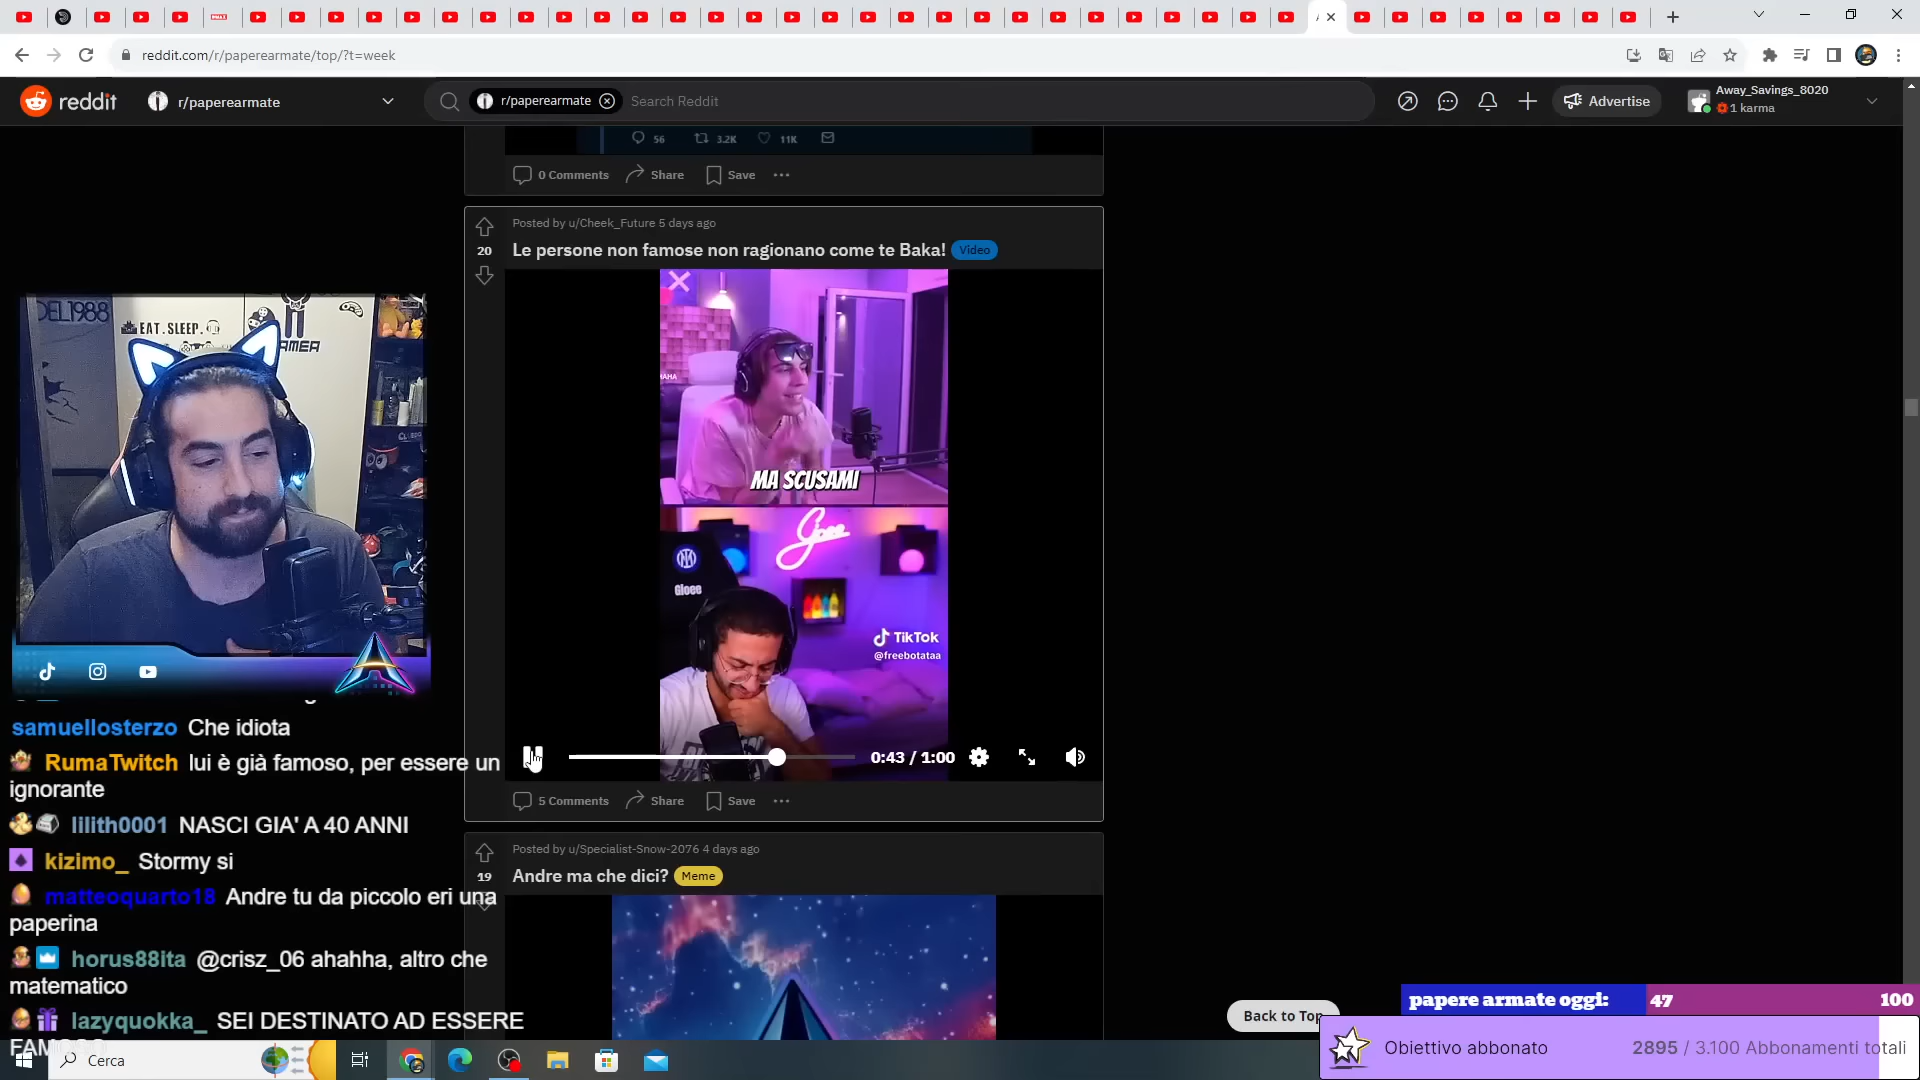 reddit.com/r/paperearmate/top/?t=week
reddit
r/paperearmate
r/paperearmate
Search Reddit
Advertise
Away_Savings_8020
1 karma
56
3.2K
11K
0 Comments
Share
Save
Posted by u/Cheek_Future 5 days ago
20
Le persone non famose non ragionano come te Baka!
Video
DEL1988
EAT.SLEEP.
GAMER
MA SCUSAMI
Gioee
TikTok
@freebotataa
0:43 / 1:00
5 Comments
Share
Save
Posted by u/Specialist-Snow-2076 4 days ago
19
Andre ma che dici?
Meme
samuellosterzo Che idiota
RumaTwitch lui è già famoso, per essere un
ignorante
lilith0001 NASCI GIA' A 40 ANNI
kizimo_ Stormy si
matteoquarto18 Andre tu da piccolo eri una
paperina
horus88ita @crisz_06 ahahha, altro che
matematico
lazyquokka_ SEI DESTINATO AD ESSERE
FAMOSO
Back to Top
papere armate oggi: 47 100
Obiettivo abbonato 2895 / 3.100 Abbonamenti totali
Cerca